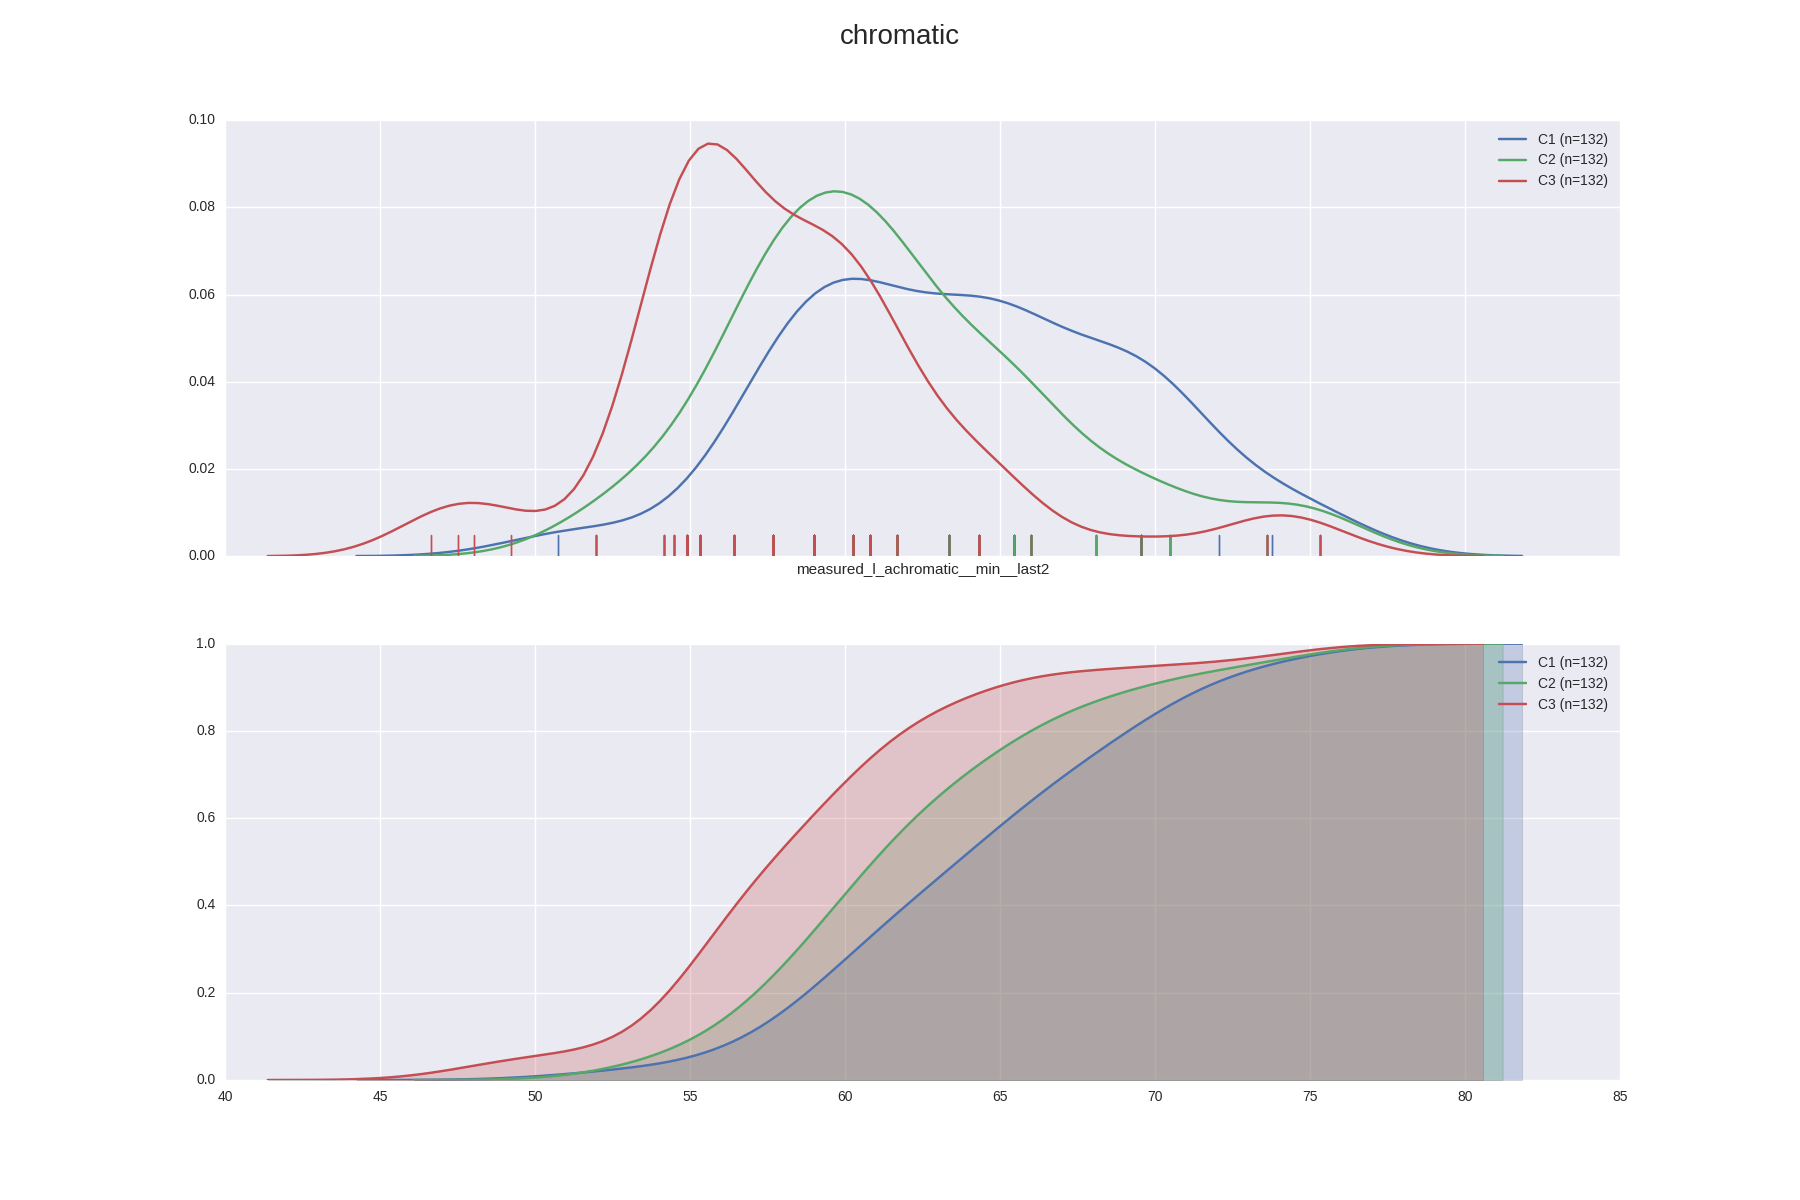 chromatic
0.10
0.08
0.06
0.04
0.02
0.00
C1 (n=132)
C2 (n=132)
C3 (n=132)
measured_l_achromatic__min__last2
1.0
0.8
0.6
0.4
0.2
0.0
C1 (n=132)
C2 (n=132)
C3 (n=132)
40 45 50 55 60 65 70 75 80 85